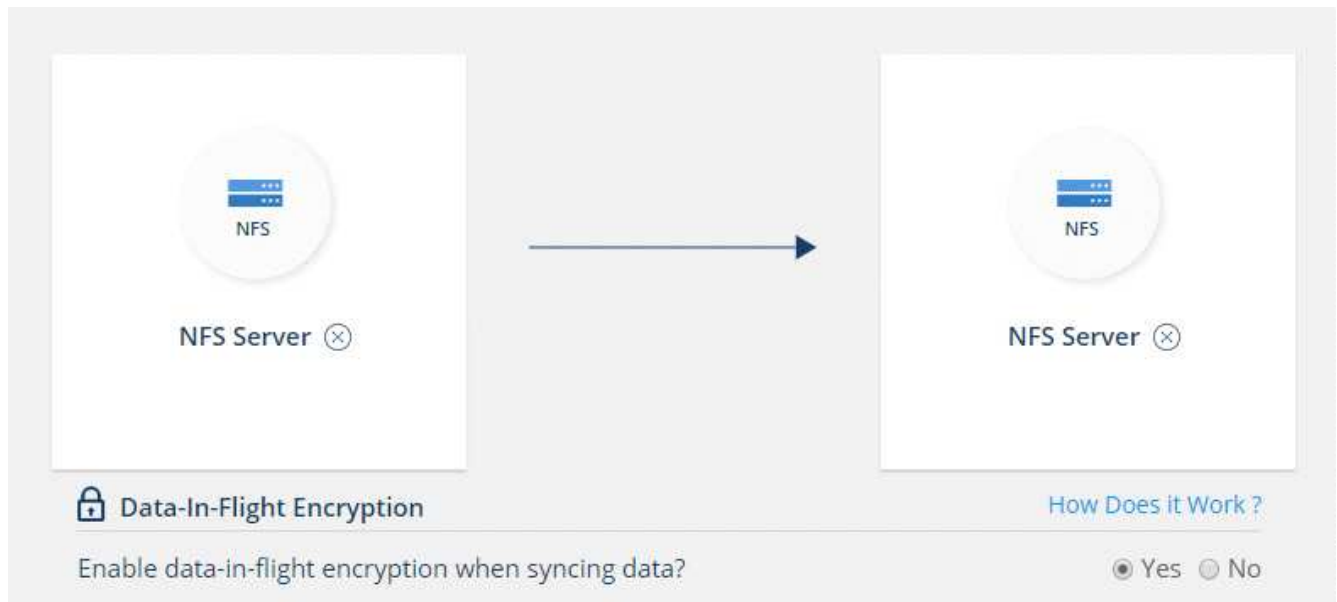 NFS
NFS
NFS Server
NFS Server
Data-In-Flight Encryption
How Does it Work ?
Enable data-in-flight encryption when syncing data?
Yes No